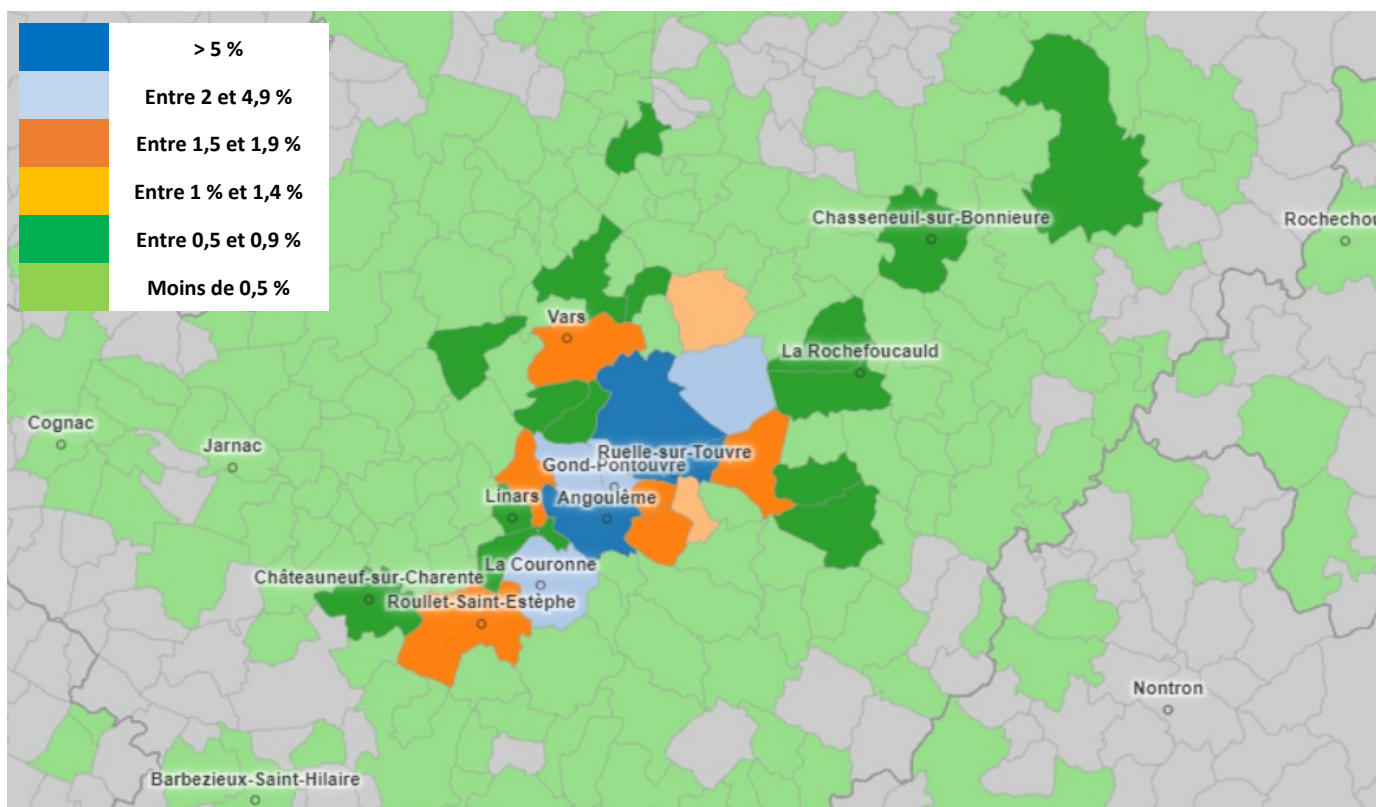 > 5 %
Entre 2 et 4,9 %
Entre 1,5 et 1,9 %
Entre 1 % et 1,4 %
Entre 0,5 et 0,9 %
Moins de 0,5 %
Chasseneuil-sur-Bonnieure
Rochechou
Vars
La Rochefoucauld
Cognac
Jarnac
Ruelle-sur-Touvre
Gond-Pontouvre
Linars
Angoulême
La Couronne
Châteauneuf-sur-Charente
Roullet-Saint-Estèphe
Nontron
Barbezieux-Saint-Hilaire